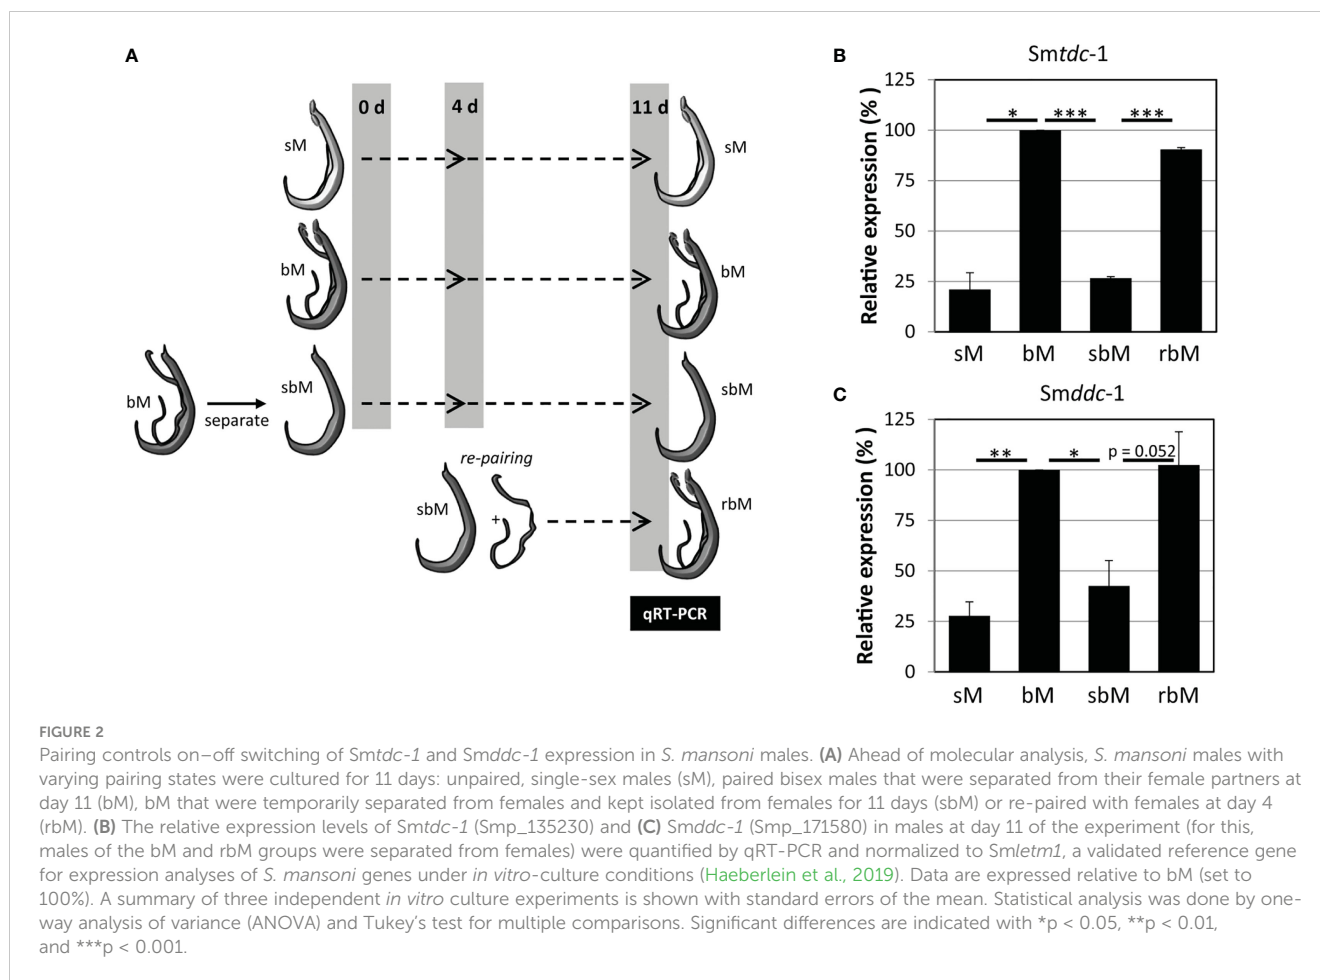 A
0 d
4 d
11 d
sM
sM
bM
bM
bM
separate
sbM
sbM
re-pairing
sbM
+
rbM
qRT-PCR
B
Smtdc-1
Relative expression (% )
125
100
75
50
25
0
*
***
***
sM
bM
sbM
rbM
C
Smddc-1
Relative expression (% )
125
100
75
50
25
0
**
*
p = 0.052
sM
bM
sbM
rbM
FIGURE 2
Pairing controls on–off switching of Smtdc-1 and Smddc-1 expression in S. mansoni males. (A) Ahead of molecular analysis, S. mansoni males with
varying pairing states were cultured for 11 days: unpaired, single-sex males (sM), paired bisex males that were separated from their female partners at
day 11 (bM), bM that were temporarily separated from females and kept isolated from females for 11 days (sbM) or re-paired with females at day 4
(rbM). (B) The relative expression levels of Smtdc-1 (Smp_135230) and (C) Smddc-1 (Smp_171580) in males at day 11 of the experiment (for this,
males of the bM and rbM groups were separated from females) were quantified by qRT-PCR and normalized to Smletm1, a validated reference gene
for expression analyses of S. mansoni genes under in vitro-culture conditions (Haeberlein et al., 2019). Data are expressed relative to bM (set to
100%). A summary of three independent in vitro culture experiments is shown with standard errors of the mean. Statistical analysis was done by one-
way analysis of variance (ANOVA) and Tukey's test for multiple comparisons. Significant differences are indicated with *p < 0.05, **p < 0.01,
and ***p < 0.001.